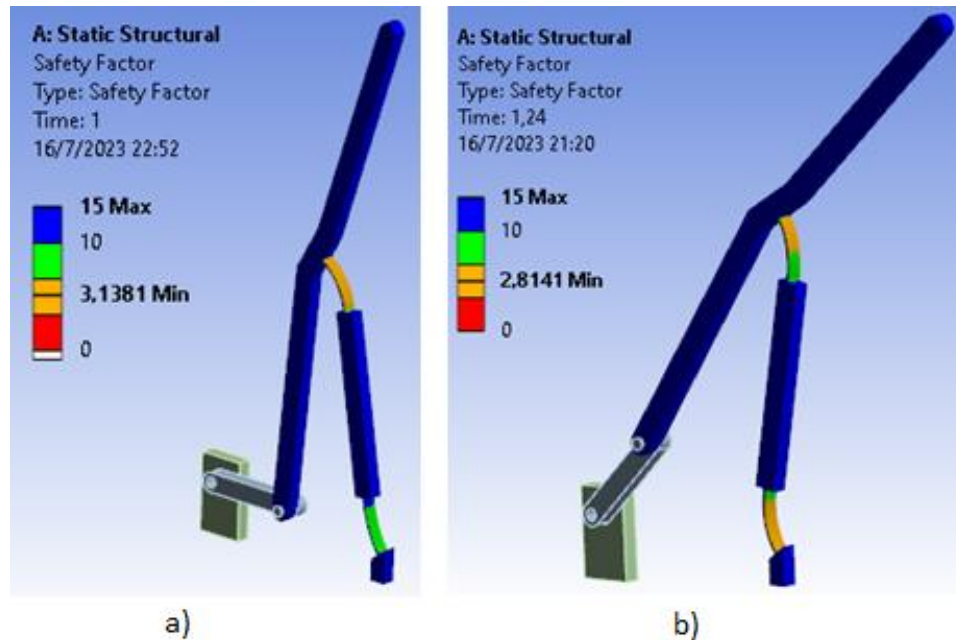 A: Static Structural
Safety Factor
Type: Safety Factor
Time: 1
16/7/2023 22:52
15 Max
10
3,1381 Min
0
a)
A: Static Structural
Safety Factor
Type: Safety Factor
Time: 1,24
16/7/2023 21:20
15 Max
10
2,8141 Min
0
b)